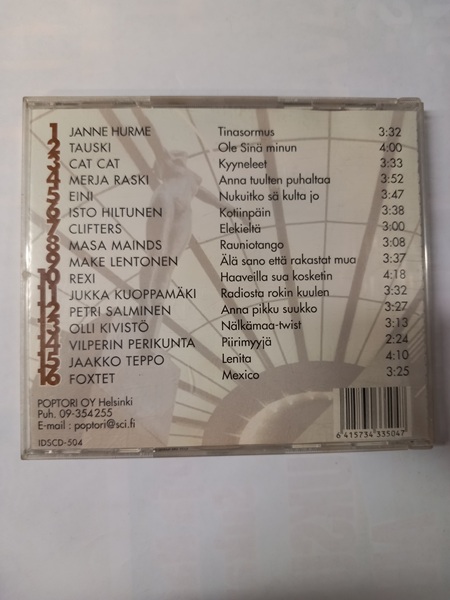 1 JANNE HURME Tinasormus 3:32
2 TAUSKI Ole Sinä minun 4:00
3 CAT CAT Kyyneleet 3:33
4 MERJA RASKI Anna tuulten puhaltaa 3:52
5 EINI Nukuitko sä kulta jo 3:47
6 ISTO HILTUNEN Kotiinpäin 3:38
7 CLIFTERS Elekieltä 3:00
8 MASA MAINDS Rauniotango 3:08
9 MAKE LENTONEN Älä sano että rakastat mua 3:37
10 REXI Haaveilla sua kosketin 4:18
11 JUKKA KUOPPAMÄKI Radiosta rokin kuulen 3:32
12 PETRI SALMINEN Anna pikku suukko 3:27
13 OLLI KIVISTÖ Nälkämaa-twist 3:13
14 VILPERIN PERIKUNTA Piirimyyjä 2:24
15 JAAKKO TEPPO Lenita 4:10
16 FOXTET Mexico 3:25
POPTORI OY Helsinki
Puh. 09-354 255
E-mail : poptori@sci.fi
IDSCD-504
6 415734 335047